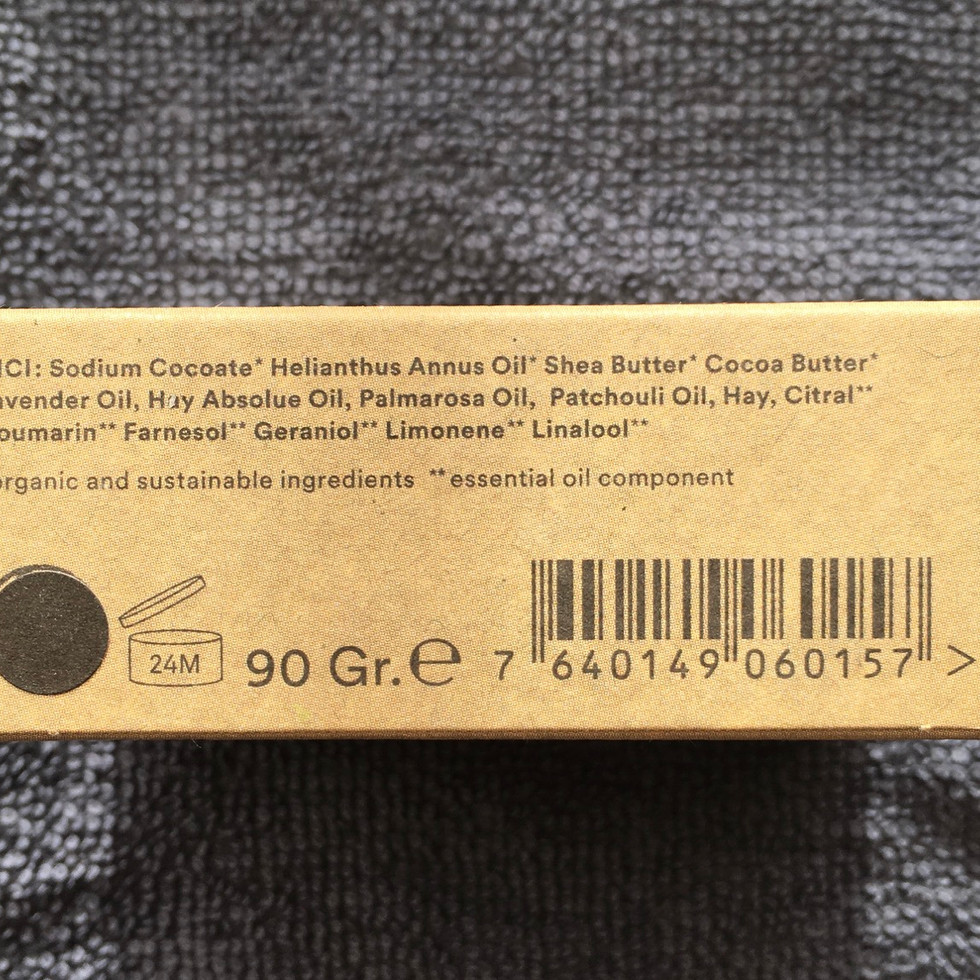 ICI: Sodium Cocoate* Helianthus Annus Oil* Shea Butter* Cocoa Butter*
avender Oil, Hay Absolue Oil, Palmarosa Oil, Patchouli Oil, Hay, Citral**
oumarin** Farnesol** Geraniol** Limonene** Linalool**
organic and sustainable ingredients **essential oil component
24M 90 Gr.e 7 640149 060157 >